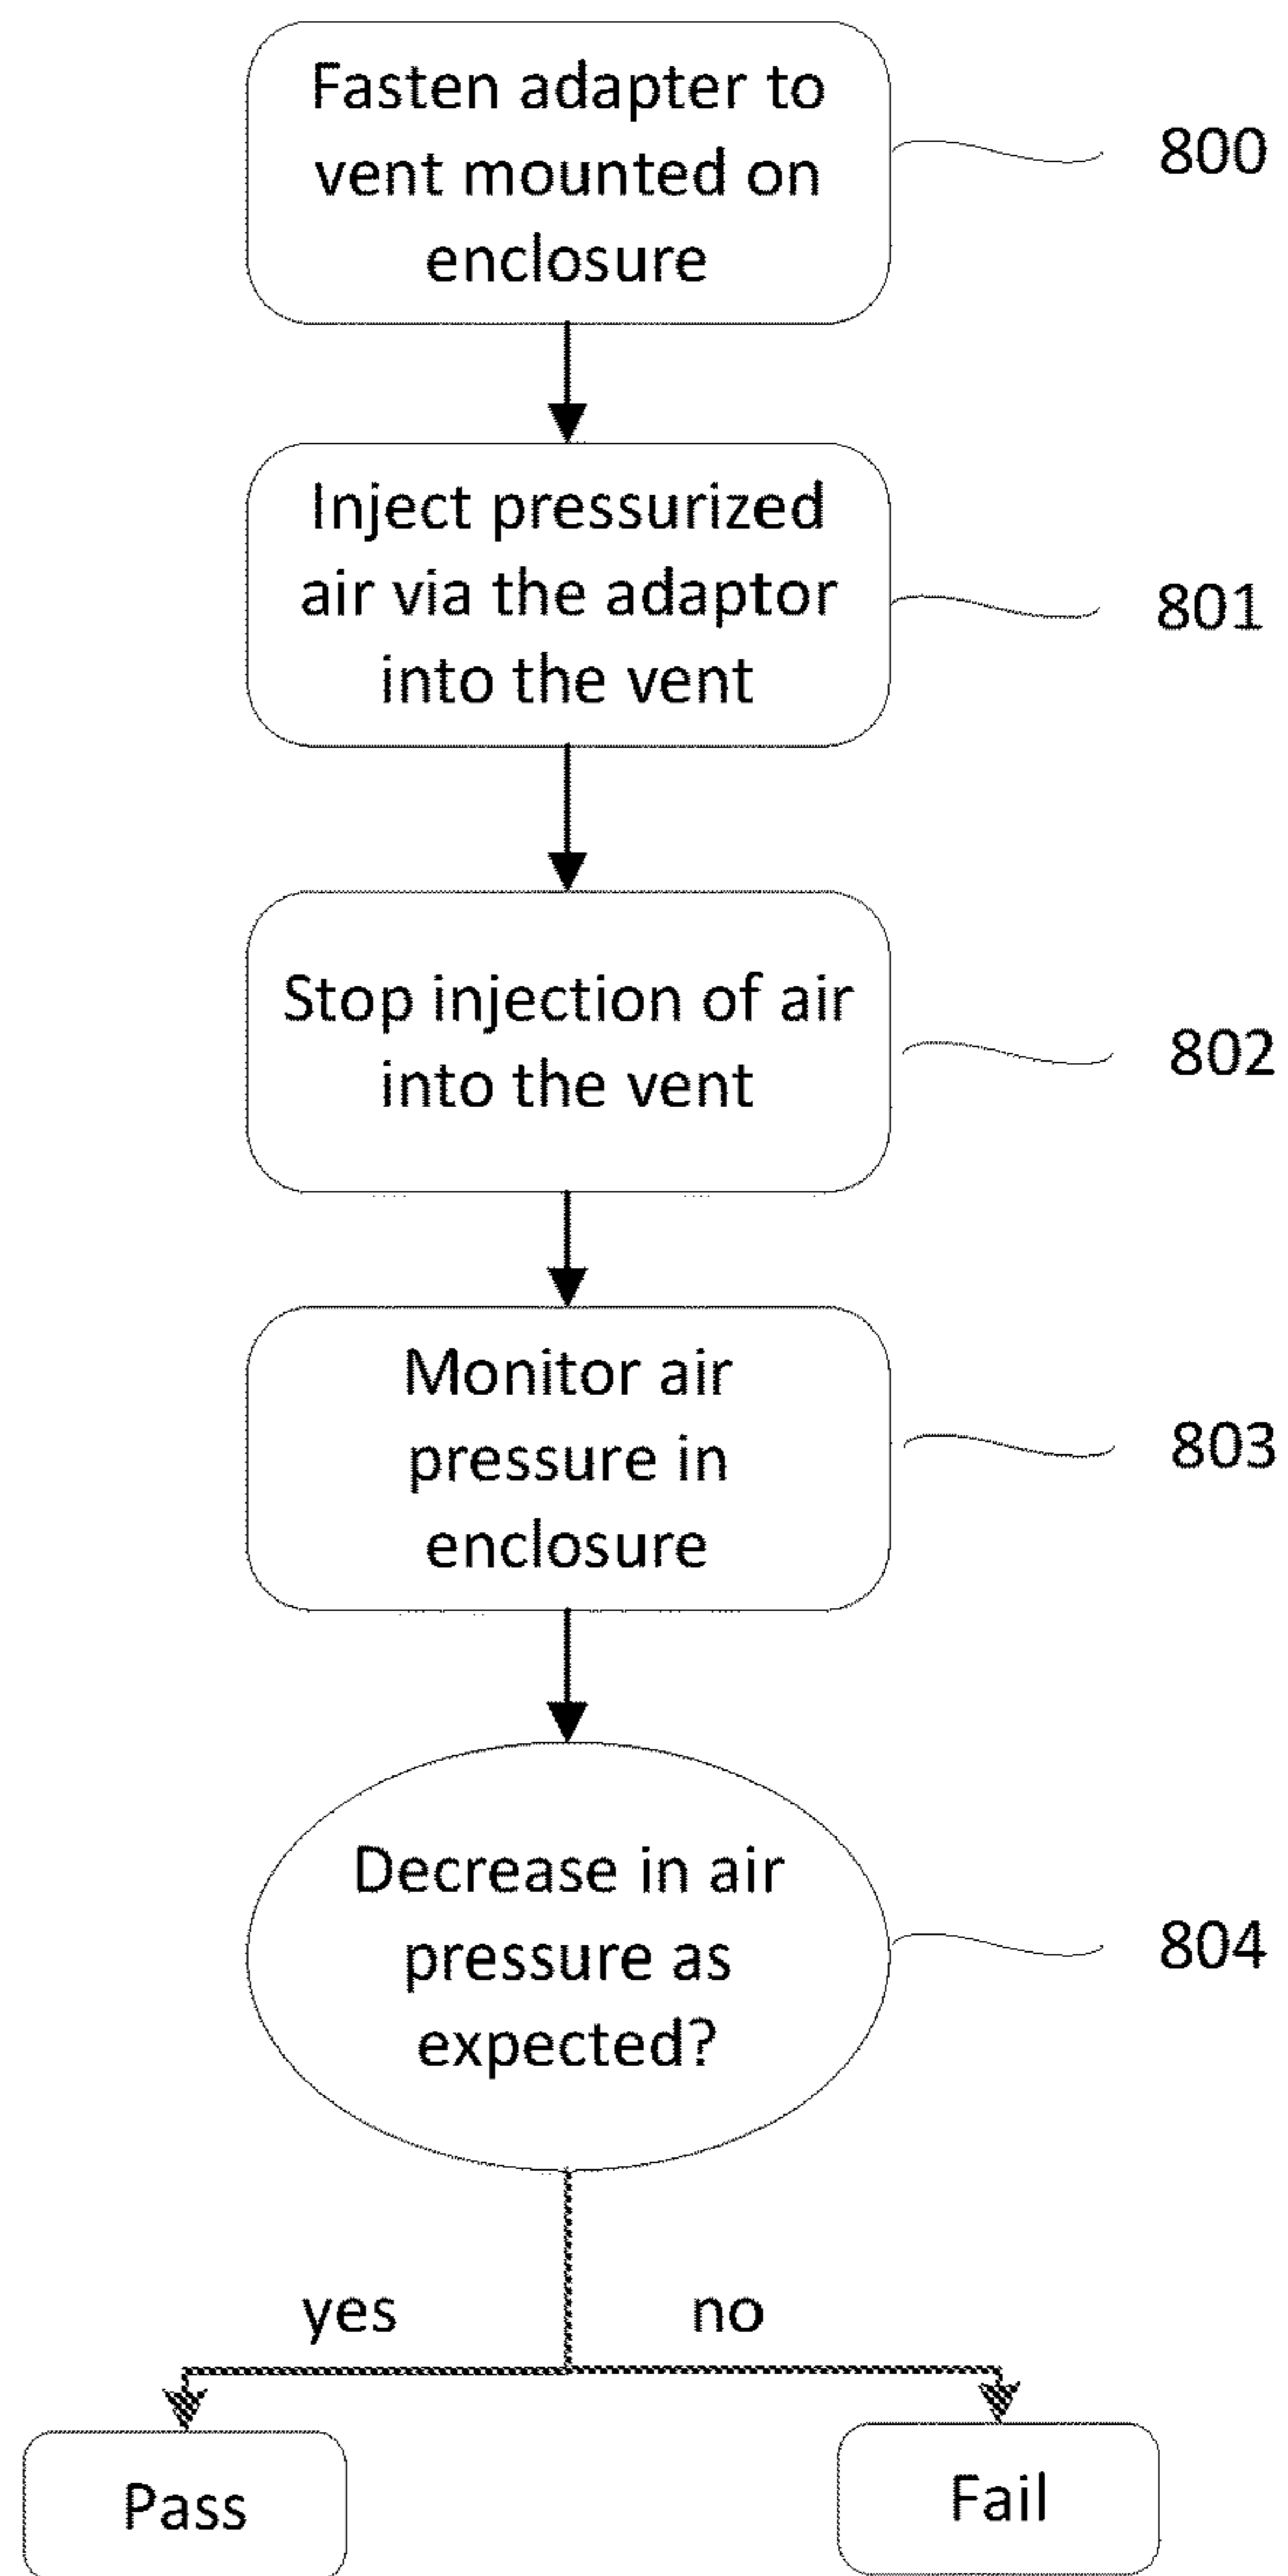 Fasten adapter to
vent mounted on
enclosure
800
Inject pressurized
air via the adaptor
into the vent
801
Stop injection of air
into the vent
802
Monitor air
pressure in
enclosure
803
Decrease in air
pressure as
expected?
804
yes
no
Pass
Fail